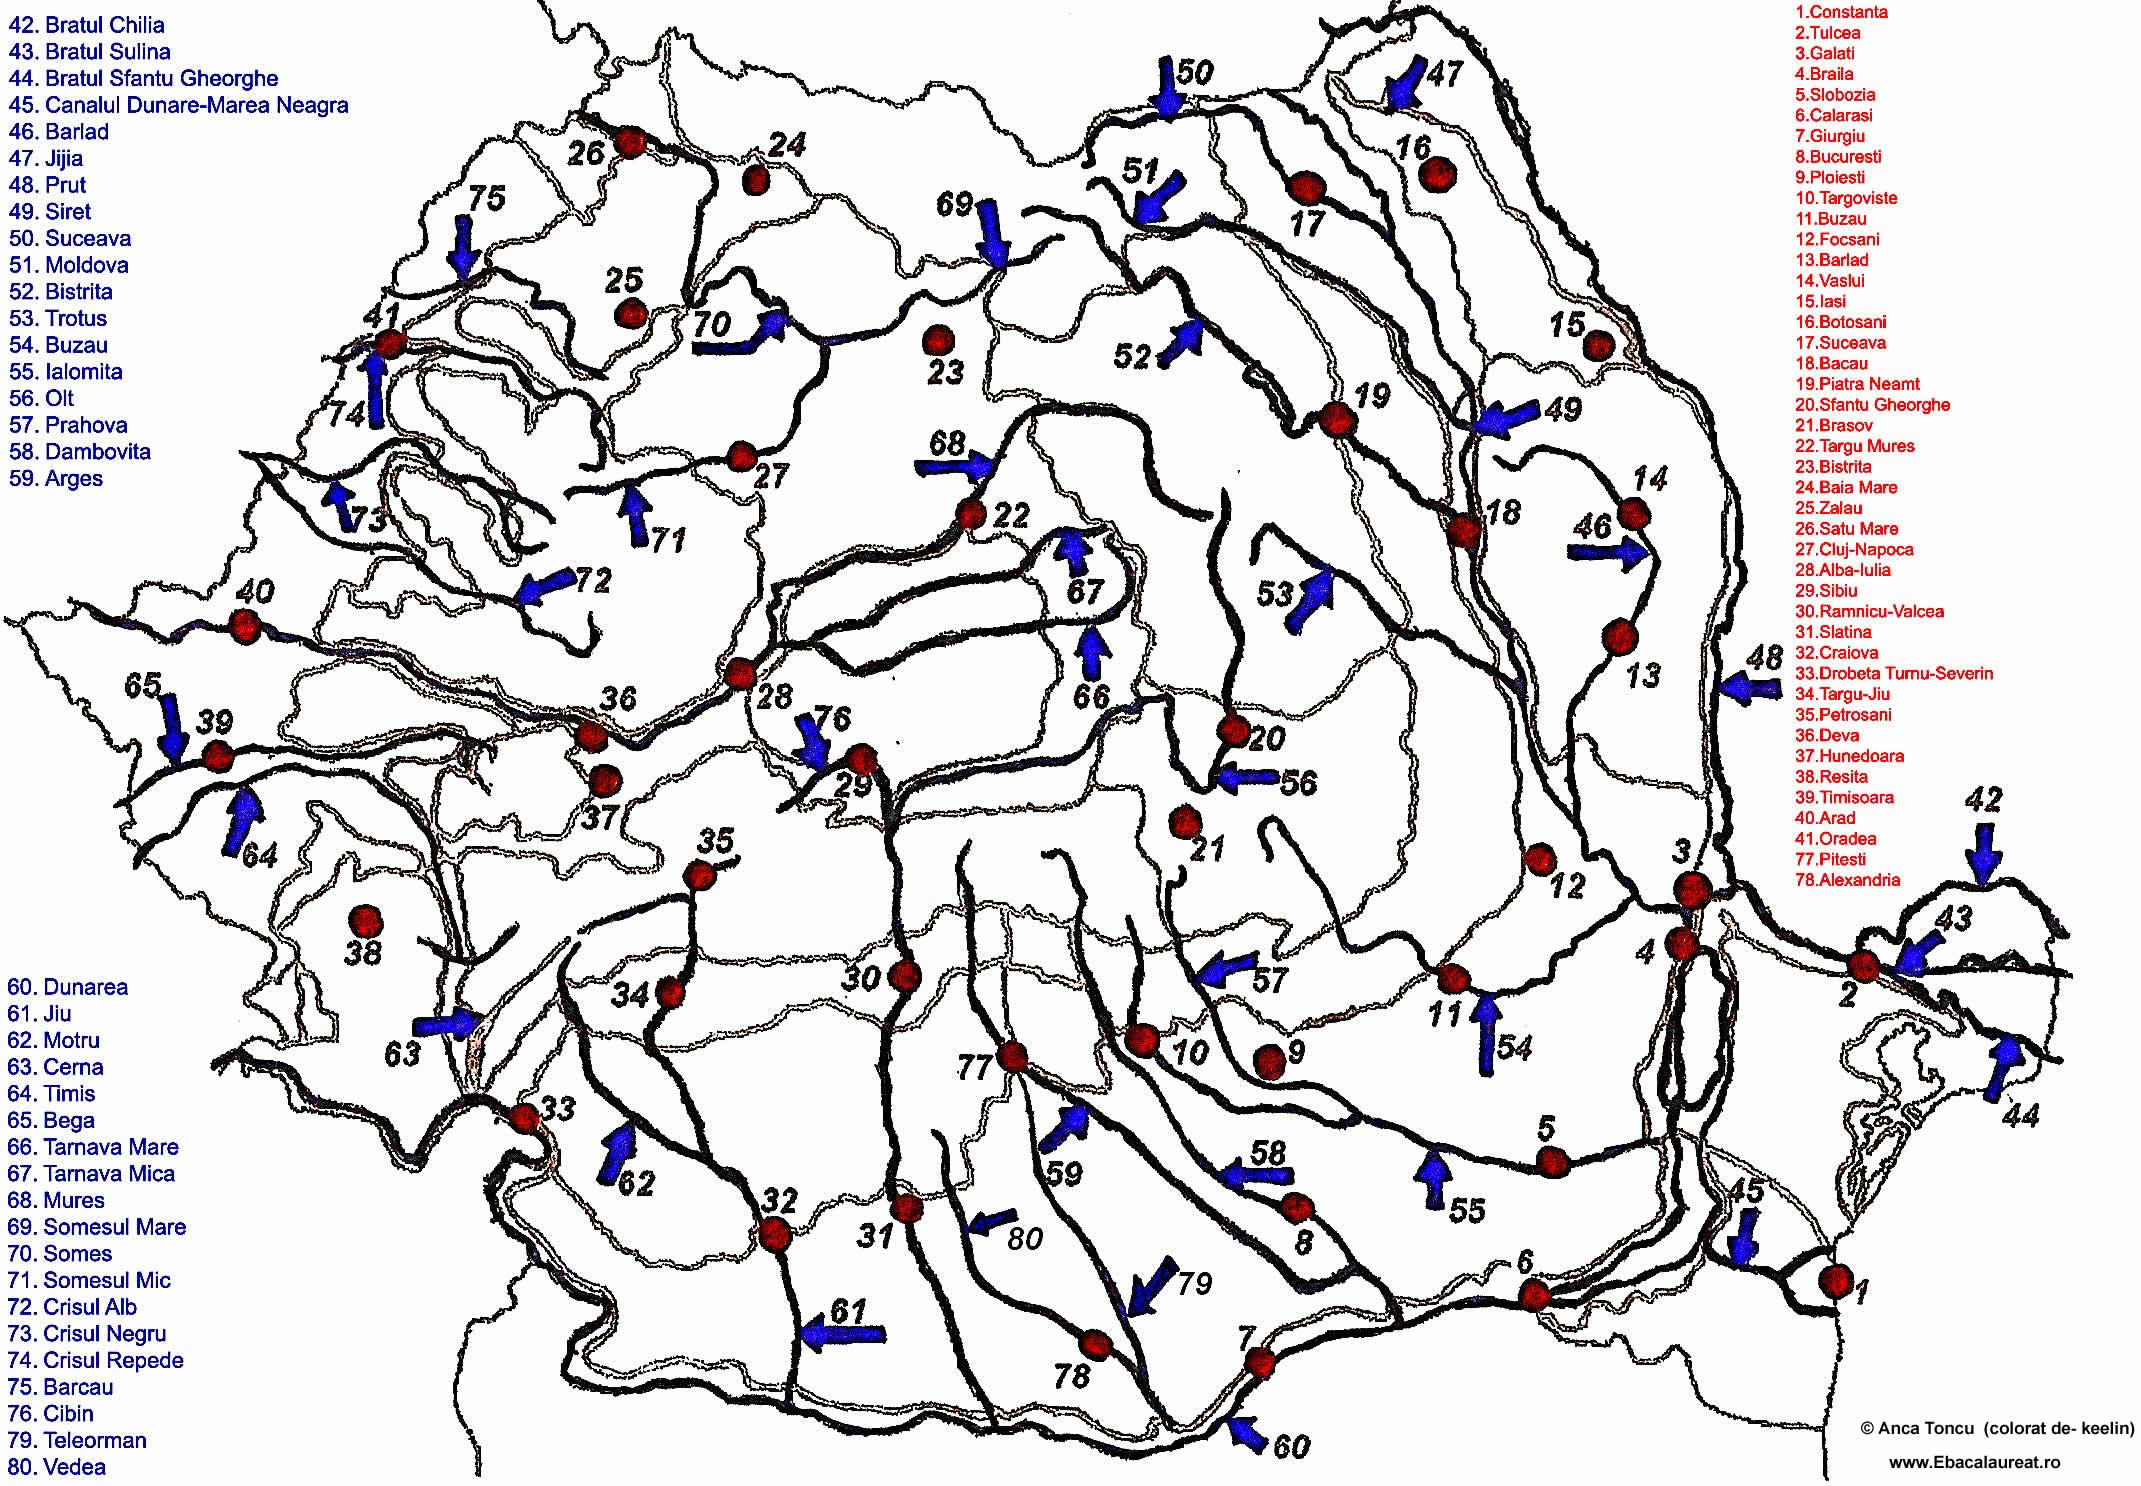 42. Bratul Chilia
43. Bratul Sulina
44. Bratul Sfantu Gheorghe
45. Canalul Dunare-Marea Neagra
46. Barlad
47. Jijia
48. Prut
49. Siret
50. Suceava
51. Moldova
52. Bistrita
53. Trotus
54. Buzau
55. Ialomita
56. Olt
57. Prahova
58. Dambovita
59. Arges
60. Dunarea
61. Jiu
62. Motru
63. Cerna
64. Timis
65. Bega
66. Tarnava Mare
67. Tarnava Mica
68. Mures
69. Somesul Mare
70. Somes
71. Somesul Mic
72. Crisul Alb
73. Crisul Negru
74. Crisul Repede
75. Barcau
76. Cibin
79. Teleorman
80. Vedea
50
47
26
24
16
51
75
69
17
25
41
70
23
52
15
74
19
49
68
27
22
18
14
73
71
46
72
67
53
40
13
48
65
39
36
28
66
76
20
29
56
64
37
35
21
3
12
42
38
30
34
57
4
11
43
2
63
77
10
9
54
44
33
62
59
58
5
55
45
32
31
80
8
6
79
1
61
78
7
60
1.Constanta
2.Tulcea
3.Galati
4.Braila
5.Slobozia
6.Calarasi
7.Giurgiu
8.Bucuresti
9.Ploiesti
10.Targoviste
11.Buzau
12.Focsani
13.Barlad
14.Vaslui
15.Iasi
16.Botosani
17.Suceava
18.Bacau
19.Piatra Neamt
20.Sfantu Gheorghe
21.Brasov
22.Targu Mures
23.Bistrita
24.Baia Mare
25.Zalau
26.Satu Mare
27.Cluj-Napoca
28.Alba-Iulia
29.Sibiu
30.Ramnicu-Valcea
31.Slatina
32.Craiova
33.Drobeta Turnu-Severin
34.Targu-Jiu
35.Petrosani
36.Deva
37.Hunedoara
38.Resita
39.Timisoara
40.Arad
41.Oradea
77.Pitesti
78.Alexandria
© Anca Toncu (colorat de- keelin)
www.Ebacalaureat.ro